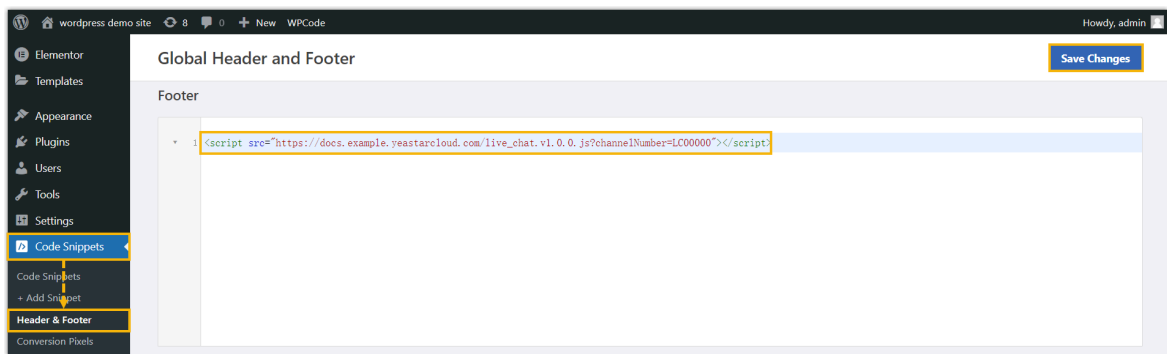 wordpress demo site 8 0 + New WPCode Howdy, admin
Elementor
Templates
Appearance
Plugins
Users
Tools
Settings
Code Snippets
Code Snippets
+ Add Snippet
Header & Footer
Conversion Pixels
Global Header and Footer
Save Changes
Footer
1 <script src="https://docs.example.yeastarcloud.com/live_chat.v1.0.0.js?channelNumber=LC00000"></script>